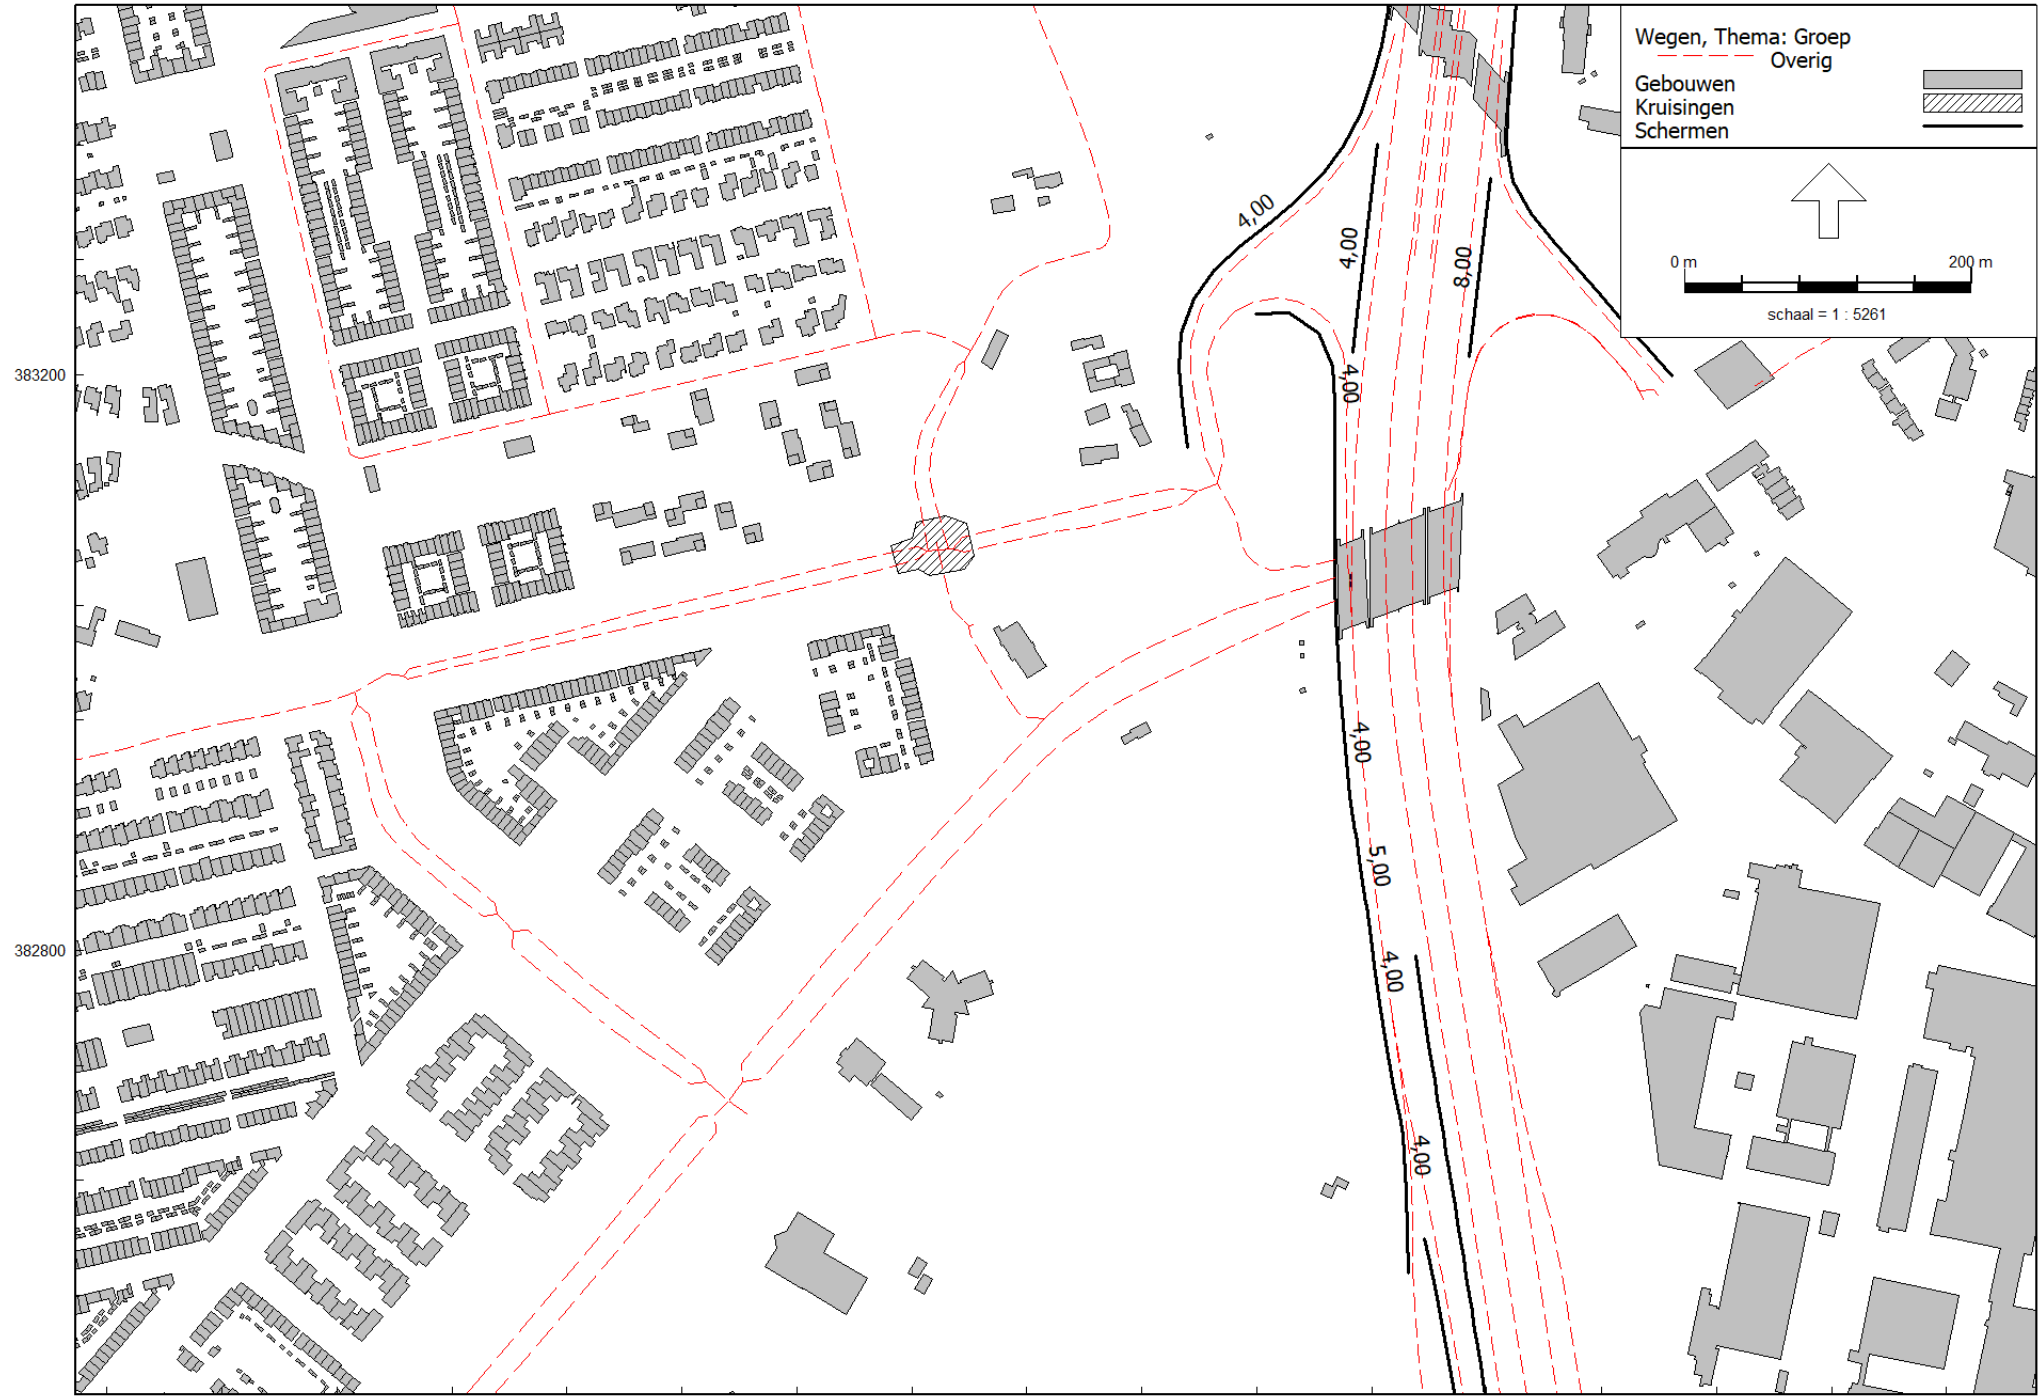 Wegen, Thema: Groep
Overig
Gebouwen
Kruisingen
Schermen
0 m
200 m
schaal = 1 : 5261
4,00
4,00
8,00
383200
4,00
4,00
5,00
382800
4,00
4,00